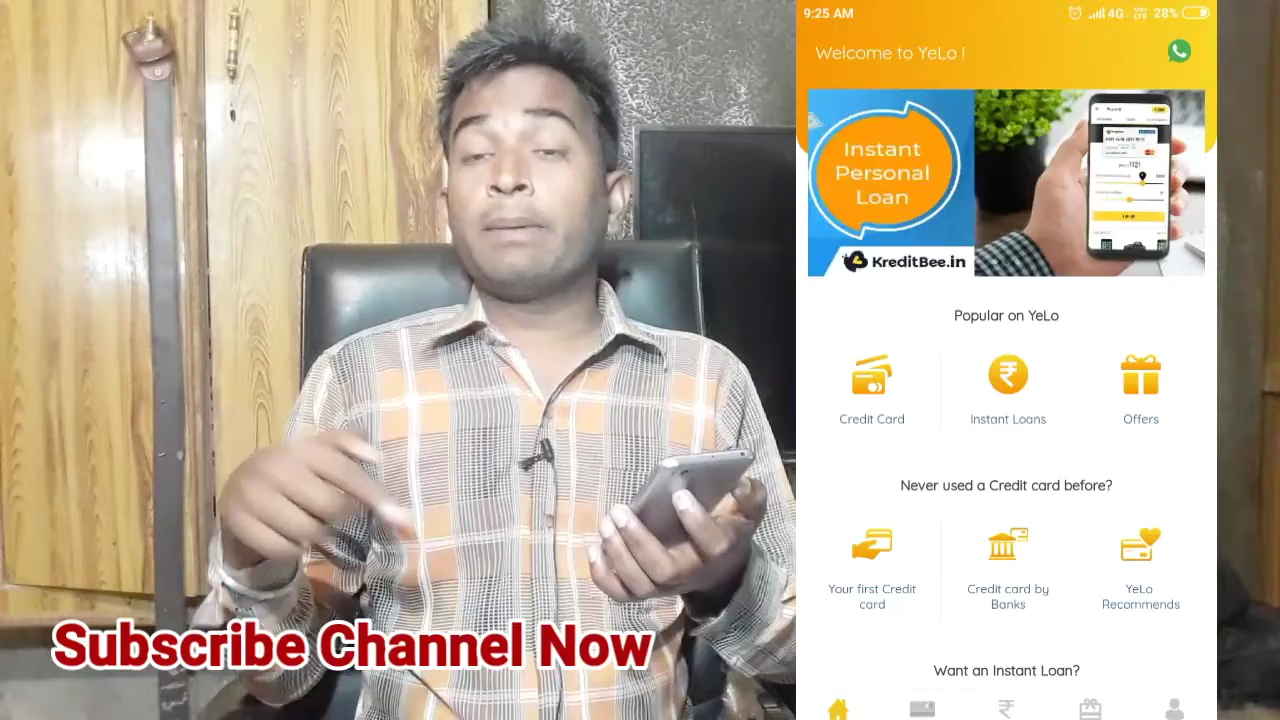 9:25 AM
4G
28%
Welcome to YeLo |
Instant
Personal
Loan
KreditBee.in
Popular on YeLo
Credit Card
Instant Loans
Offers
Never used a Credit card before?
Your first Credit
card
Credit card by
Banks
YeLo
Recommends
Want an Instant Loan?
Subscribe Channel Now